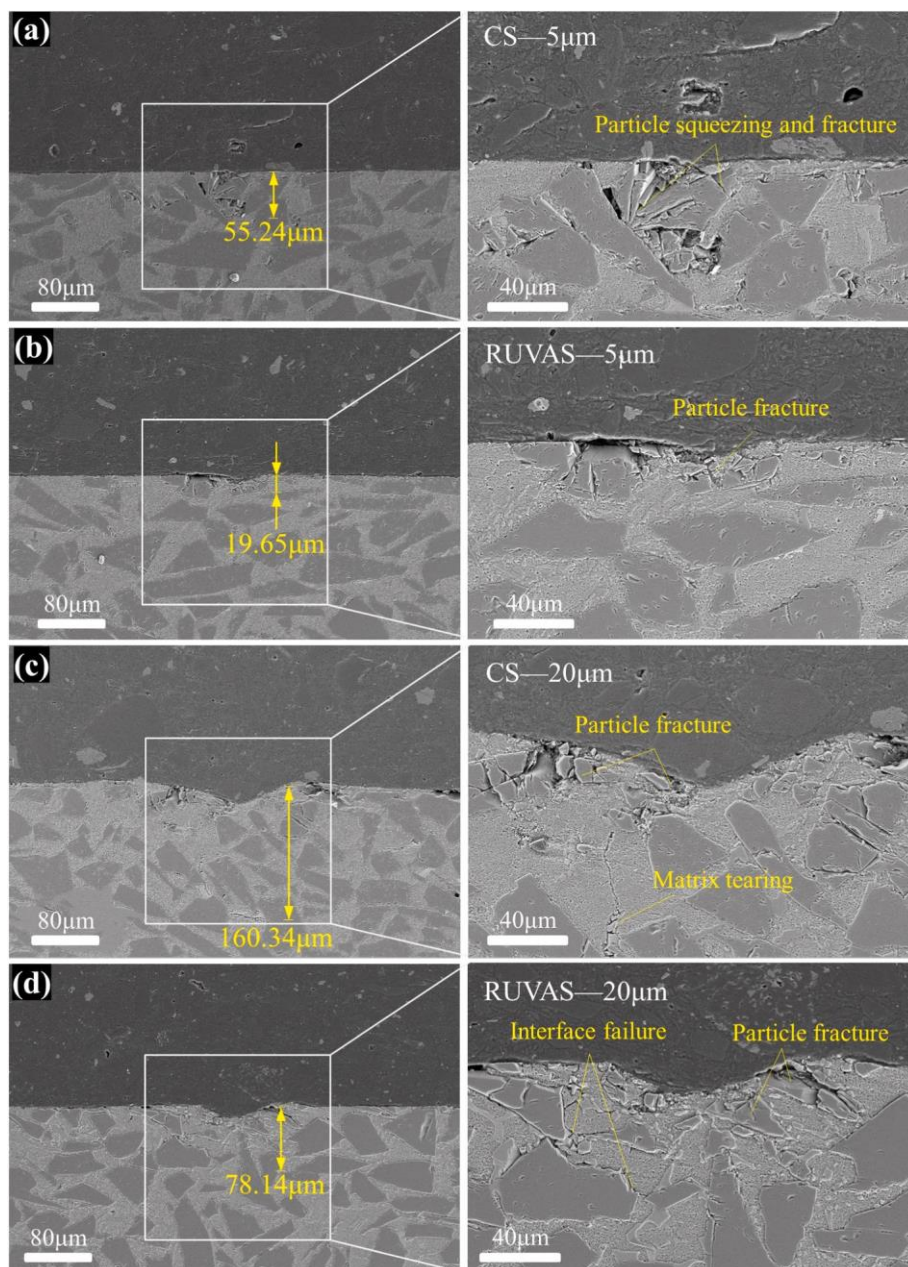 (a)
55.24μm
80μm
CS—5μm
Particle squeezing and fracture
40μm
(b)
19.65μm
80μm
RUVAS—5μm
Particle fracture
40μm
(c)
160.34μm
80μm
CS—20μm
Particle fracture
Matrix tearing
40μm
(d)
78.14μm
80μm
RUVAS—20μm
Interface failure
Particle fracture
40μm